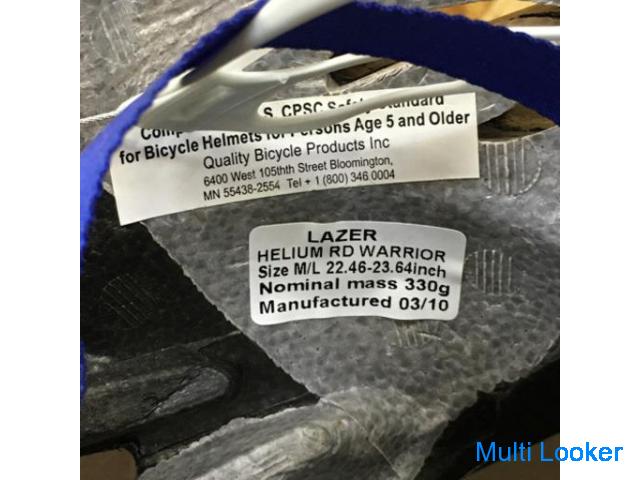 S. CPSC Standard
for Bicycle Helmets for Persons Age 5 and Older
Quality Bicycle Products Inc
6400 West 105thth Street Bloomington,
MN 55438-2554 Tel + 1 (800) 346 0004
LAZER
HELIUM RD WARRIOR
Size M/L 22.46-23.64inch
Nominal mass 330g
Manufactured 03/10
Multi Looker